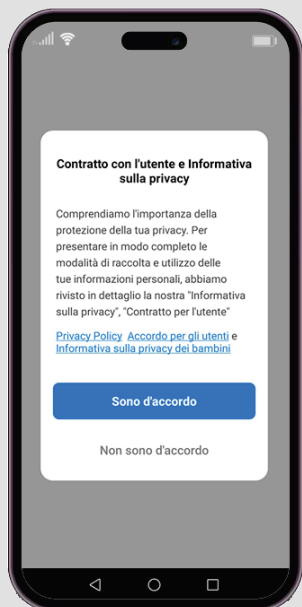 Contratto con l'utente e Informativa
sulla privacy
Comprendiamo l'importanza della
protezione della tua privacy. Per
presentare in modo completo le
modalità di raccolta e utilizzo delle
tue informazioni personali, abbiamo
rivisto in dettaglio la nostra "Informativa
sulla privacy", "Contratto per l'utente"
Privacy Policy Accordo per gli utenti e
Informativa sulla privacy dei bambini
Sono d'accordo
Non sono d'accordo